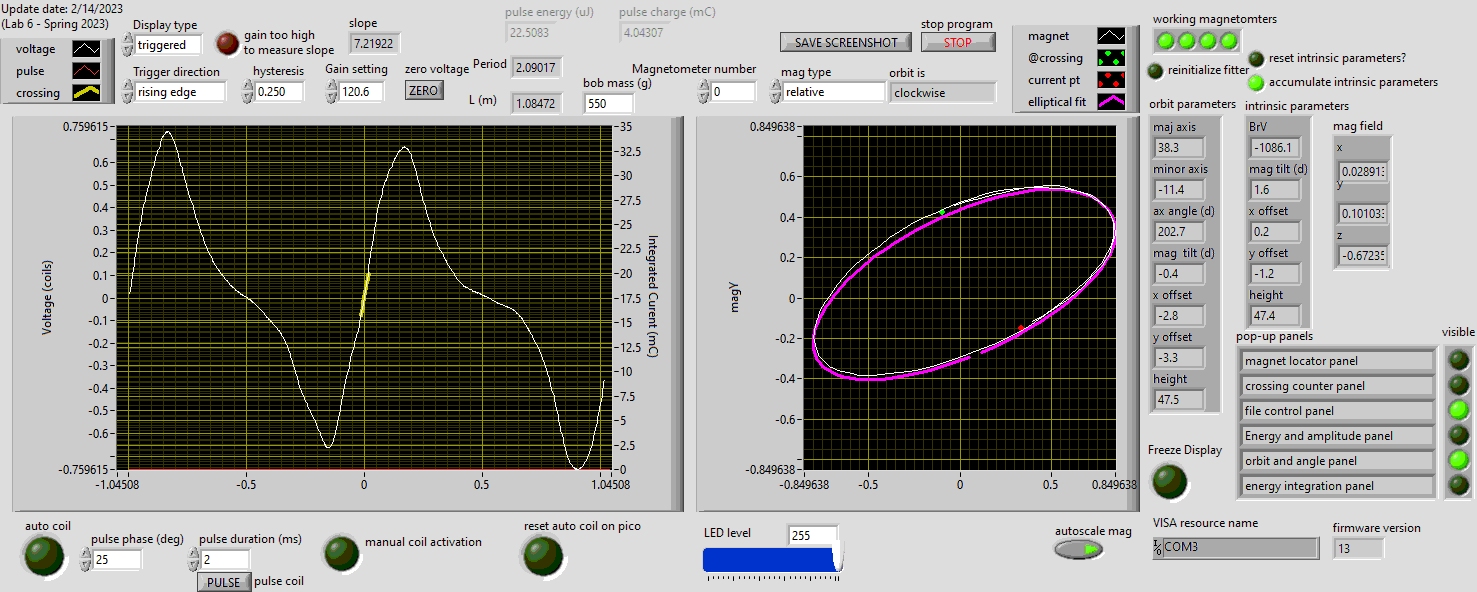 Update date: 2/14/2023
(Lab 6 - Spring 2023)
voltage
pulse
crossing
Display type
triggered
gain too high
to measure slope
slope
7.21922
pulse energy (uJ)
22.5083
pulse charge (mC)
4.04307
Trigger direction
rising edge
hysteresis
0.250
Gain setting
120.6
zero voltage
ZERO
Period
2.09017
L (m)
1.08472
bob mass (g)
550
SAVE SCREENSHOT
stop program
STOP
Magnetometer number
0
mag type
relative
orbit is
clockwise
magnet
@crossing
current pt
elliptical fit
working magnetomters
reinitialize fitter
reset intrinsic parameters?
accumulate intrinsic parameters
orbit parameters
maj axis
38.3
minor axis
-11.4
ax angle (d)
202.7
mag tilt (d)
-0.4
x offset
-2.8
y offset
-3.3
height
47.5
intrinsic parameters
BrV
-1086.1
mag tilt (d)
1.6
x offset
0.2
y offset
-1.2
height
47.4
mag field
x
0.02891
y
0.10103
z
-0.6723
Voltage (coils)
0.759615
0.6
0.5
0.4
0.3
0.2
0.1
0
-0.1
-0.2
-0.3
-0.4
-0.5
-0.6
-0.759615
-1.04508
-0.5
0
0.5
1.04508
35
32.5
30
27.5
25
22.5
20
17.5
15
12.5
10
7.5
5
2.5
0
Integrated Curent (mC)
magY
0.849638
0.6
0.4
0.2
0
-0.2
-0.4
-0.6
-0.849638
-0.849638
-0.5
0
0.5
0.849638
pop-up panels
visible
magnet locator panel
crossing counter panel
file control panel
Energy and amplitude panel
orbit and angle panel
energy integration panel
Freeze Display
auto coil
pulse phase (deg)
25
pulse duration (ms)
2
PULSE
pulse coil
manual coil activation
reset auto coil on pico
LED level
255
autoscale mag
VISA resource name
COM3
firmware version
13